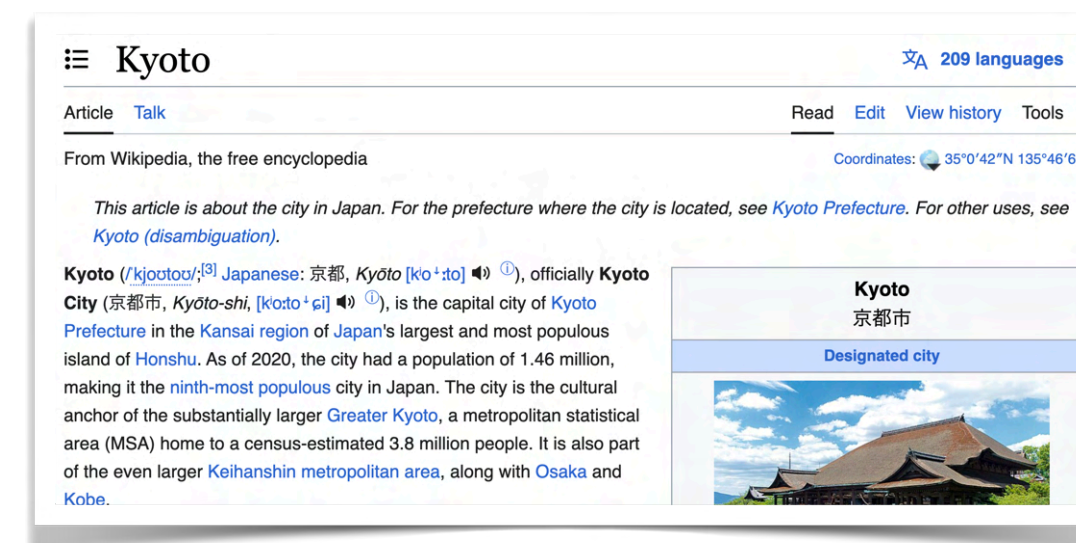 Kyoto
209 languages
Article Talk
Read Edit View history Tools
From Wikipedia, the free encyclopedia
Coordinates: 35°0′42″N 135°46′6
This article is about the city in Japan. For the prefecture where the city is located, see Kyoto Prefecture. For other uses, see
Kyoto (disambiguation).
Kyoto (/ˈkjoʊtoʊ/;[3] Japanese: 京都, Kyōto [kʲoꜜːto] ⓘ), officially Kyoto
City (京都市, Kyōto-shi, [kʲoːtoꜜɕi] ⓘ), is the capital city of Kyoto
Prefecture in the Kansai region of Japan's largest and most populous
island of Honshu. As of 2020, the city had a population of 1.46 million,
making it the ninth-most populous city in Japan. The city is the cultural
anchor of the substantially larger Greater Kyoto, a metropolitan statistical
area (MSA) home to a census-estimated 3.8 million people. It is also part
of the even larger Keihanshin metropolitan area, along with Osaka and
Kobe.
Kyoto
京都市
Designated city